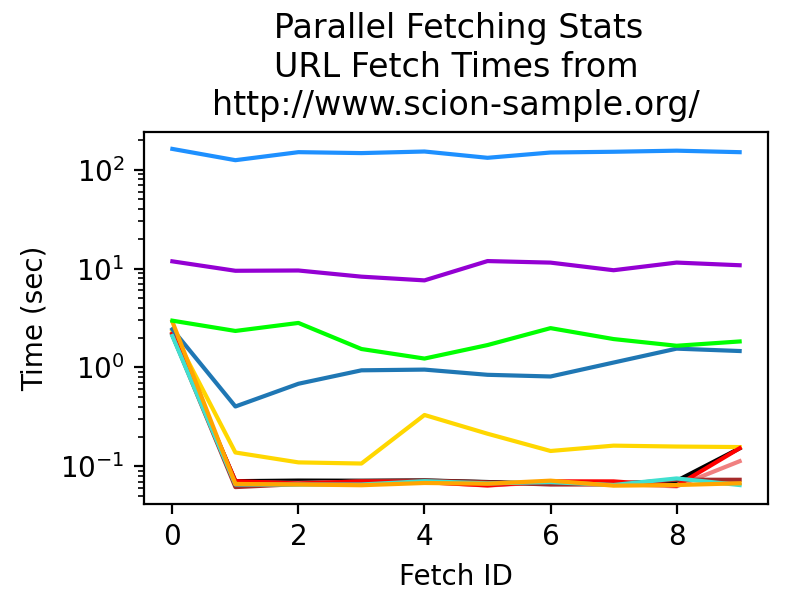 Parallel Fetching Stats
URL Fetch Times from
http://www.scion-sample.org/
Time (sec)
10²
10¹
10⁰
10⁻¹
0 2 4 6 8
Fetch ID